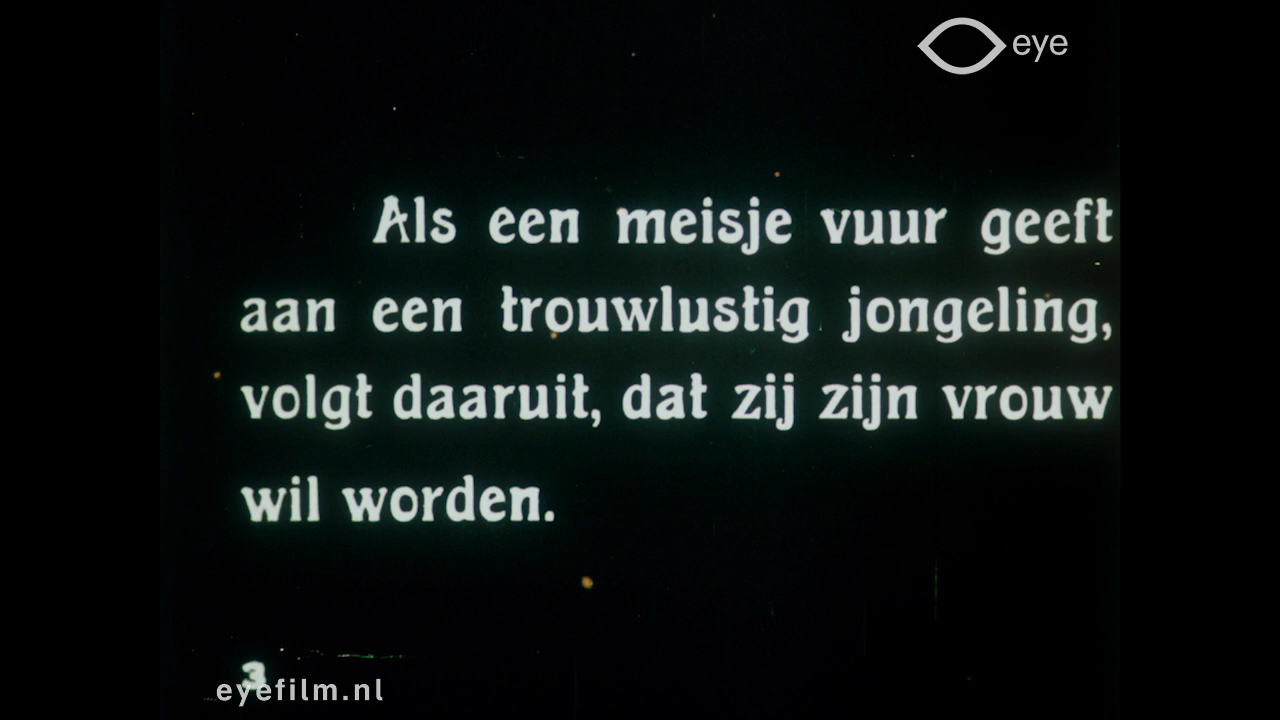 eye
Als een meisje vuur geeft
aan een trouwlustig jongeling,
volgt daaruit, dat zij zijn vrouw
wil worden.
3
eyefilm.nl